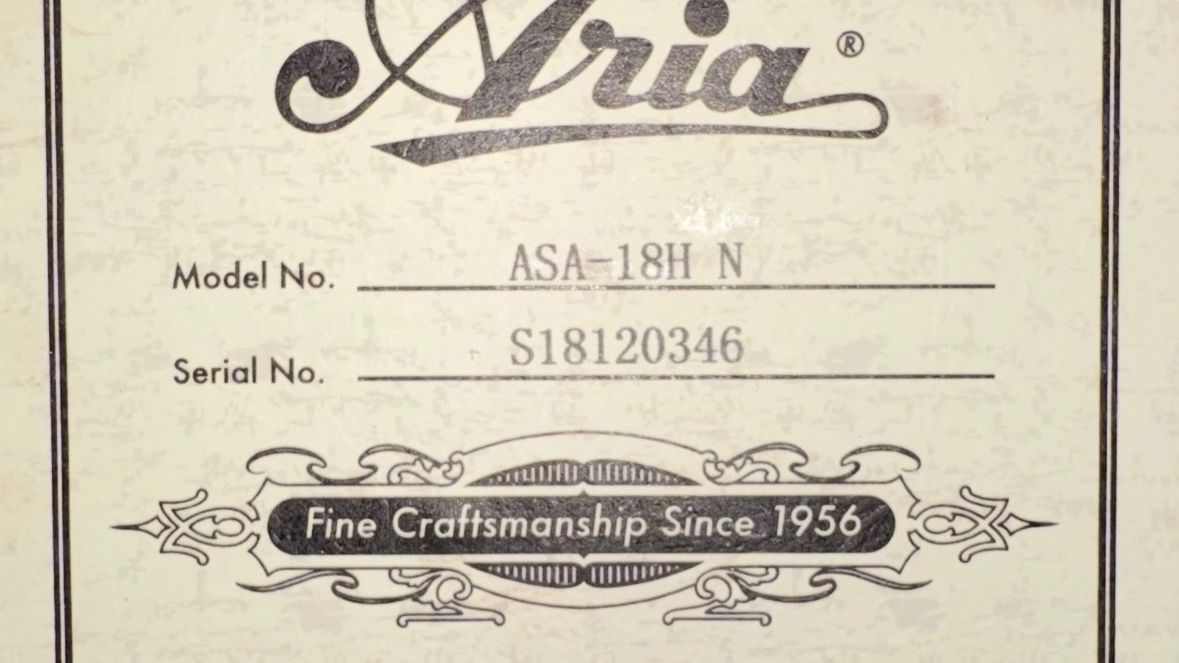 Aria ®
Model No. ASA-18H N
Serial No. S18120346
Fine Craftsmanship Since 1956